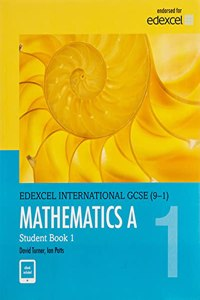 endorsed for
edexcel
EDEXCEL INTERNATIONAL GCSE (9–1)
MATHEMATICS A
Student Book 1
David Turner, Ian Potts
1